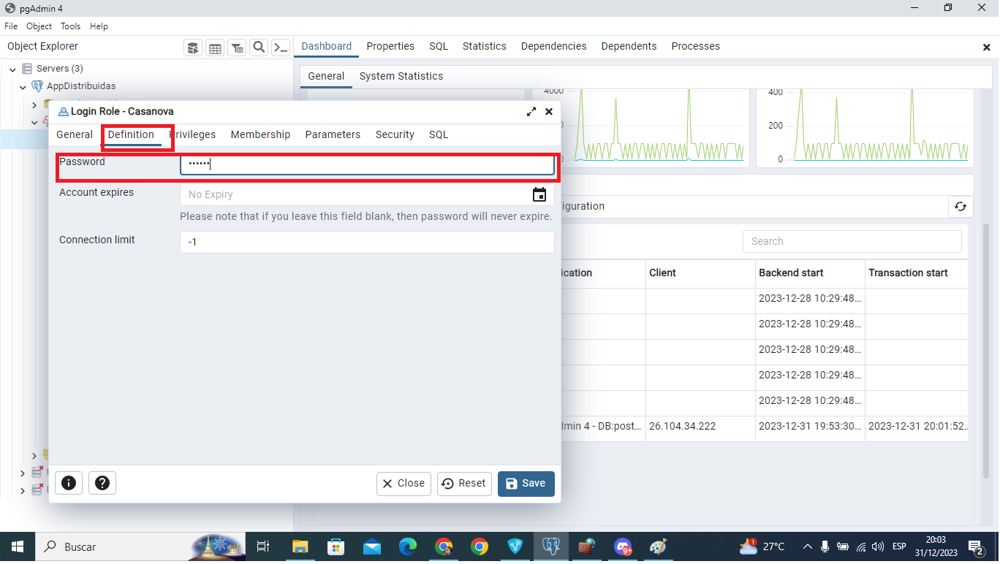 pgAdmin 4
File Object Tools Help
Object Explorer
Dashboard Properties SQL Statistics Dependencies Dependents Processes
Servers (3)
AppDistribuidas
General System Statistics
4000
400
200
0
Login Role - Casanova
General Definition Privileges Membership Parameters Security SQL
Password ••••••
Account expires No Expiry
Please note that if you leave this field blank, then password will never expire.
Connection limit -1
Close Reset Save
Search
Client Backend start Transaction start
2023-12-28 10:29:48...
2023-12-28 10:29:48...
2023-12-28 10:29:48...
2023-12-28 10:29:48...
2023-12-28 10:29:48...
dmin 4 - DB:post... 26.104.34.222 2023-12-31 19:53:30... 2023-12-31 20:01:52...
Buscar
9+
1
27°C
ESP
20:03
31/12/2023
2